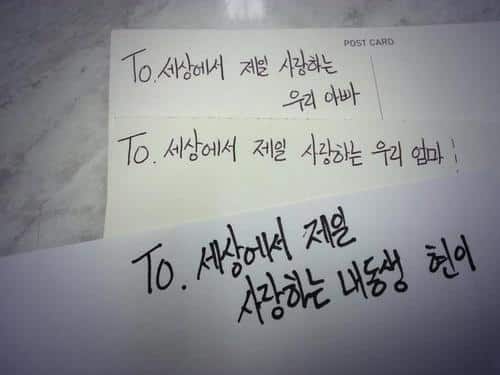 POST CARD
To. 세상에서 제일 사랑하는
우리 아빠
To. 세상에서 제일 사랑하는 우리 엄마!
To. 세상에서 제일
사랑하는 내동생 현이